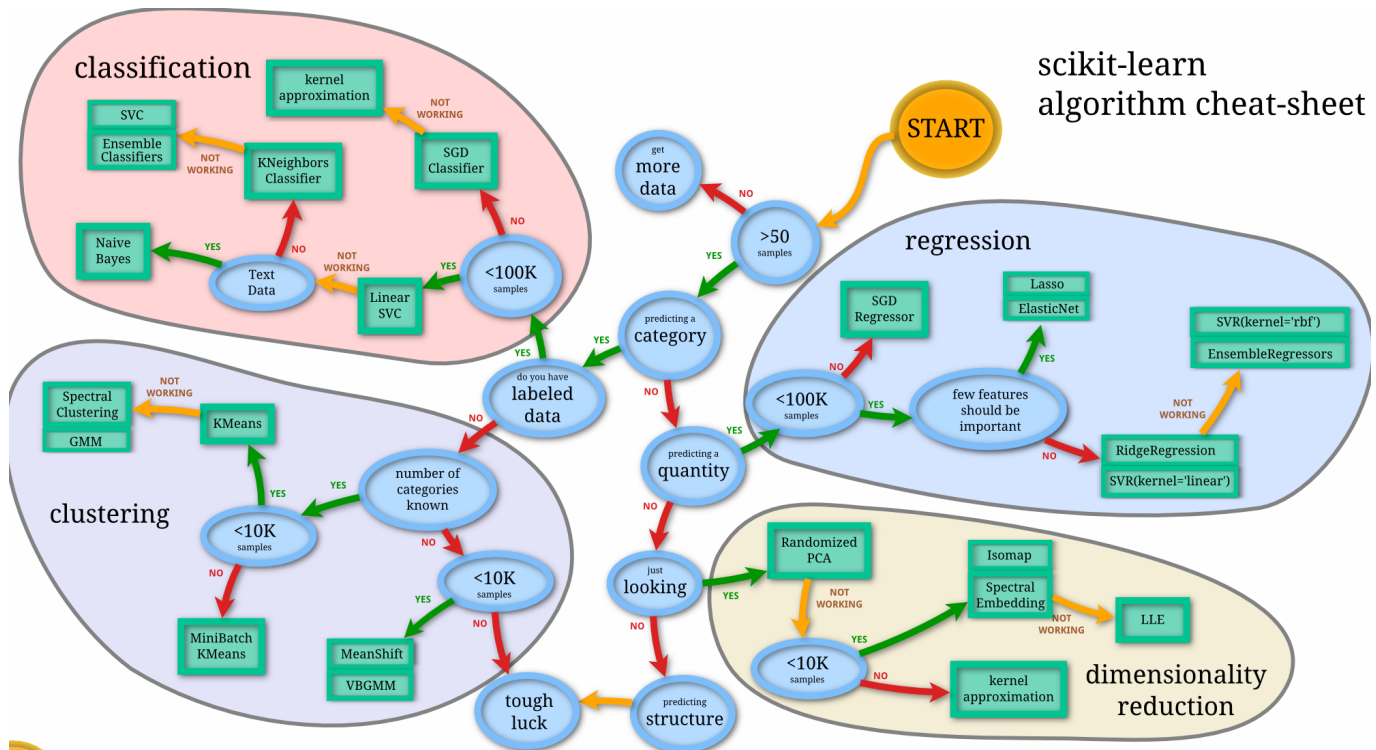 scikit-learn
algorithm cheat-sheet
START
classification
kernel
approximation
NOT
WORKING
SVC
Ensemble
Classifiers
NOT
WORKING
KNeighbors
Classifier
SGD
Classifier
NO
Naive
Bayes
YES
Text
Data
NO
NOT
WORKING
Linear
SVC
YES
<100K
samples
YES
get
more
data
NO
>50
samples
YES
predicting a
category
YES
NO
do you have
labeled
data
NO
predicting a
quantity
YES
NO
just
looking
YES
NO
predicting
structure
tough
luck
regression
SGD
Regressor
NO
<100K
samples
YES
Lasso
ElasticNet
YES
few features
should be
important
NO
SVR(kernel='rbf')
EnsembleRegressors
NOT
WORKING
RidgeRegression
SVR(kernel='linear')
clustering
Spectral
Clustering
GMM
NOT
WORKING
KMeans
YES
<10K
samples
NO
MiniBatch
KMeans
YES
number of
categories
known
NO
<10K
samples
YES
NO
MeanShift
VBGMM
dimensionality
reduction
Randomized
PCA
NOT
WORKING
<10K
samples
YES
NO
Isomap
Spectral
Embedding
NOT
WORKING
LLE
kernel
approximation